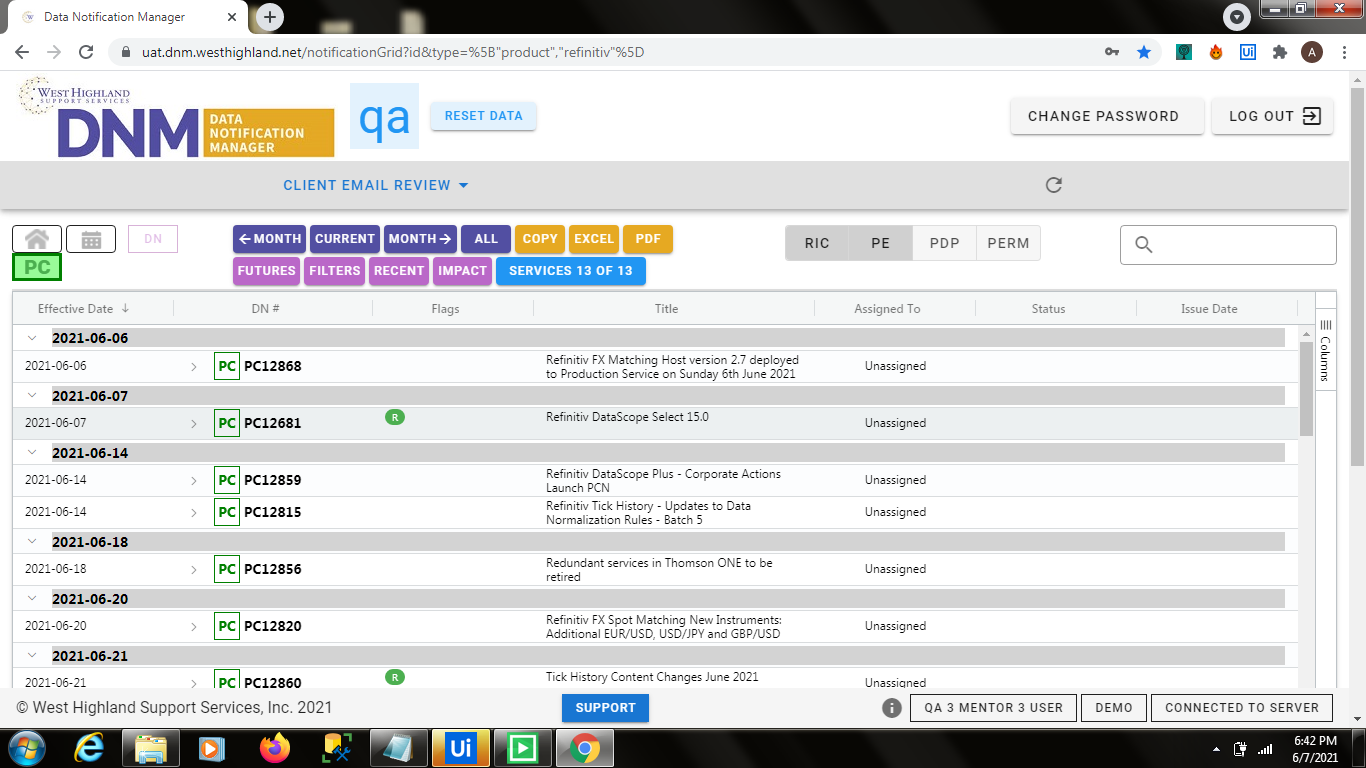 Data Notification Manager
uat.dnm.westhighland.net/notificationGrid?id&type=%5B"product","refinitiv"%5D
A
WEST HIGHLAND
SUPPORT SERVICES
DNM
DATA
NOTIFICATION
MANAGER
qa
RESET DATA
CHANGE PASSWORD
LOG OUT
CLIENT EMAIL REVIEW
DN
PC
MONTH CURRENT MONTH ALL COPY EXCEL PDF
FUTURES FILTERS RECENT IMPACT SERVICES 13 OF 13
RIC PE PDP PERM
Effective Date DN # Flags Title Assigned To Status Issue Date
Columns
2021-06-06
2021-06-06 PC PC12868 Refinitiv FX Matching Host version 2.7 deployed Unassigned
to Production Service on Sunday 6th June 2021
2021-06-07
2021-06-07 PC PC12681 R Refinitiv DataScope Select 15.0 Unassigned
2021-06-14
2021-06-14 PC PC12859 Refinitiv DataScope Plus - Corporate Actions Unassigned
Launch PCN
2021-06-14 PC PC12815 Refinitiv Tick History - Updates to Data Unassigned
Normalization Rules - Batch 5
2021-06-18
2021-06-18 PC PC12856 Redundant services in Thomson ONE to be Unassigned
retired
2021-06-20
2021-06-20 PC PC12820 Refinitiv FX Spot Matching New Instruments: Unassigned
Additional EUR/USD, USD/JPY and GBP/USD
2021-06-21
2021-06-21 PC PC12860 R Tick History Content Changes June 2021 Unassigned
© West Highland Support Services, Inc. 2021
SUPPORT
QA 3 MENTOR 3 USER
DEMO
CONNECTED TO SERVER
Ui
6:42 PM
6/7/2021